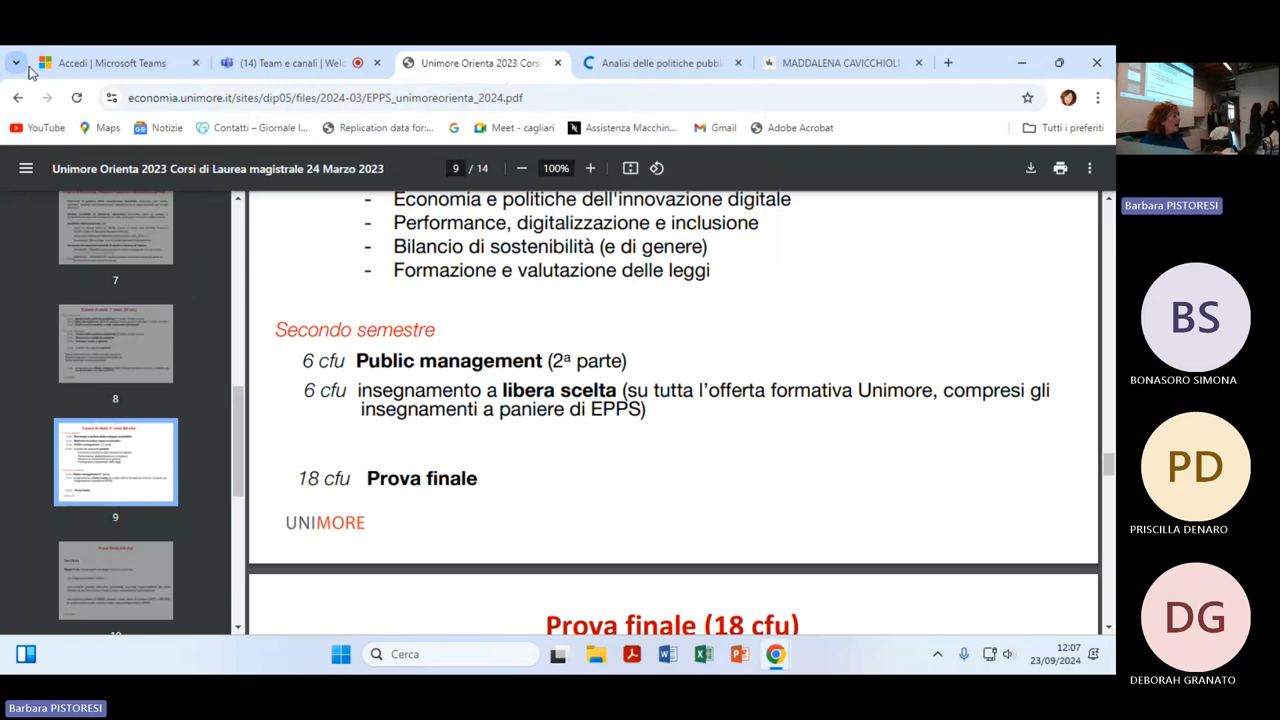 Accedi | Microsoft Teams
(14) Team e canali | Welc
Unimore Orienta 2023 Corsi
Analisi delle politiche pubbli
MADDALENA CAVICCHIOLI
economia.unimore.it/sites/dip05/files/2024-03/EPPS_unimoreorienta_2024.pdf
YouTube
Maps
Notizie
Contatti – Giornale l...
Replication data for:...
Meet - cagliari
Assistenza Macchin...
Gmail
Adobe Acrobat
Tutti i preferiti
Unimore Orienta 2023 Corsi di Laurea magistrale 24 Marzo 2023
9 / 14
100%
Barbara PISTORESI
7
8
9
- Economia e politiche dell'innovazione digitale
- Performance, digitalizzazione e inclusione
- Bilancio di sostenibilità (e di genere)
- Formazione e valutazione delle leggi
Secondo semestre
6 cfu Public management (2ª parte)
6 cfu insegnamento a libera scelta (su tutta l'offerta formativa Unimore, compresi gli
insegnamenti a paniere di EPPS)
18 cfu Prova finale
UNIMORE
Prova finale (18 cfu)
BS
BONASORO SIMONA
PD
PRISCILLA DENARO
DG
DEBORAH GRANATO
Cerca
12:07
23/09/2024
Barbara PISTORESI